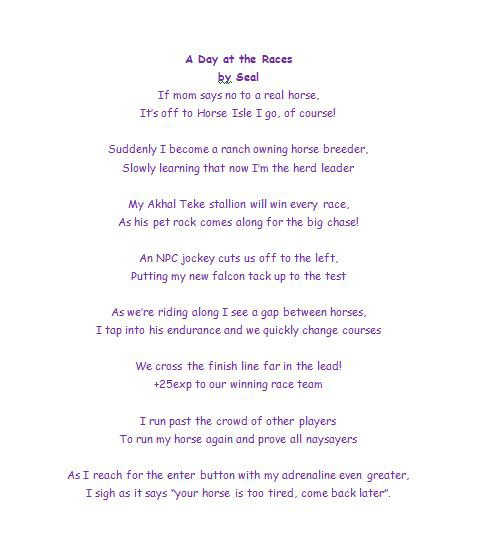 A Day at the Races
by Seal
If mom says no to a real horse,
It's off to Horse Isle I go, of course!
Suddenly I become a ranch owning horse breeder,
Slowly learning that now I'm the herd leader
My Akhal Teke stallion will win every race,
As his pet rock comes along for the big chase!
An NPC jockey cuts us off to the left,
Putting my new falcon tack up to the test
As we're riding along I see a gap between horses,
I tap into his endurance and we quickly change courses
We cross the finish line far in the lead!
+25exp to our winning race team
I run past the crowd of other players
To run my horse again and prove all naysayers
As I reach for the enter button with my adrenaline even greater,
I sigh as it says “your horse is too tired, come back later”.